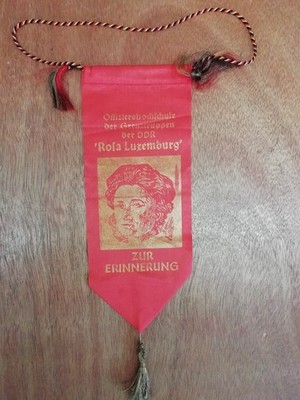 Offiziershochschule
der Grenztruppen
der DDR
'Rosa Luxemburg'
ZUR
ERINNERUNG